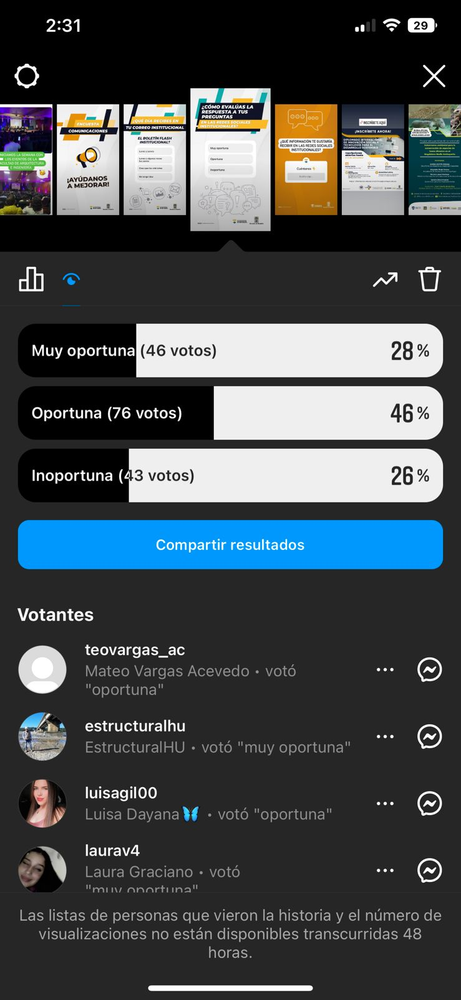 2:31
29
INICIAMOS LA SEMANA CON
LOS EVENTOS DE LA
FACULTAD DE ARQUITECTURA
E INGENIERÍA
ENCUESTA
COMUNICACIONES
¡AYÚDANOS
A MEJORAR!
¿QUÉ DÍA RECIBES EN
TU CORREO INSTITUCIONAL
EL BOLETÍN FLASH
INSTITUCIONAL?
¿CÓMO EVALÚAS LA
RESPUESTA A TUS
PREGUNTAS
EN LAS REDES SOCIALES
INSTITUCIONALES?
Muy oportuna
Oportuna
Inoportuna
¿QUÉ INFORMACIÓN TE GUSTARÍA
RECIBIR EN LAS REDES SOCIALES
INSTITUCIONALES?
Cuéntanos 👇
INSCRÍBETE AQUÍ
¡INSCRÍBETE AHORA!
DIPLOMADO INTERNACIONAL
DE INNOVACIÓN SOCIAL Y
TECNOLOGÍA PARA EL
DESARROLLO SOSTENIBLE
Muy oportuna (46 votos)
28%
Oportuna (76 votos)
46%
Inoportuna (43 votos)
26%
Compartir resultados
Votantes
teovargas_ac
Mateo Vargas Acevedo • votó
"oportuna"
estructuralhu
EstructuralHU • votó "muy oportuna"
luisagil00
Luisa Dayana🦋 • votó "oportuna"
laurav4
Laura Graciano • votó
"muy oportuna"
Las listas de personas que vieron la historia y el número de
visualizaciones no están disponibles transcurridas 48
horas.